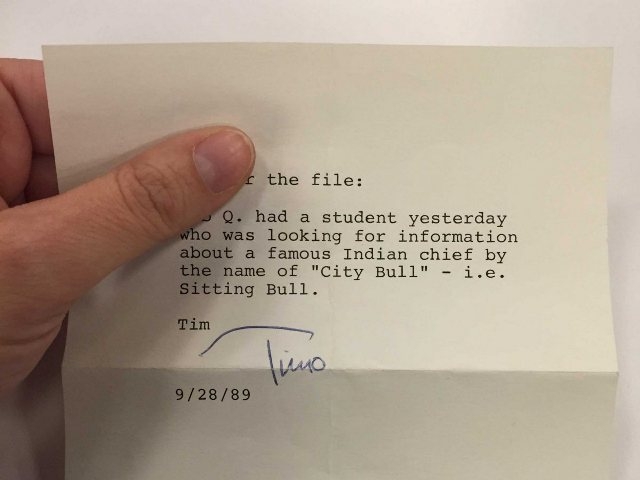 the file:
Q. had a student yesterday
who was looking for information
about a famous Indian chief by
the name of "City Bull" - i.e.
Sitting Bull.
Tim
Timo
9/28/89